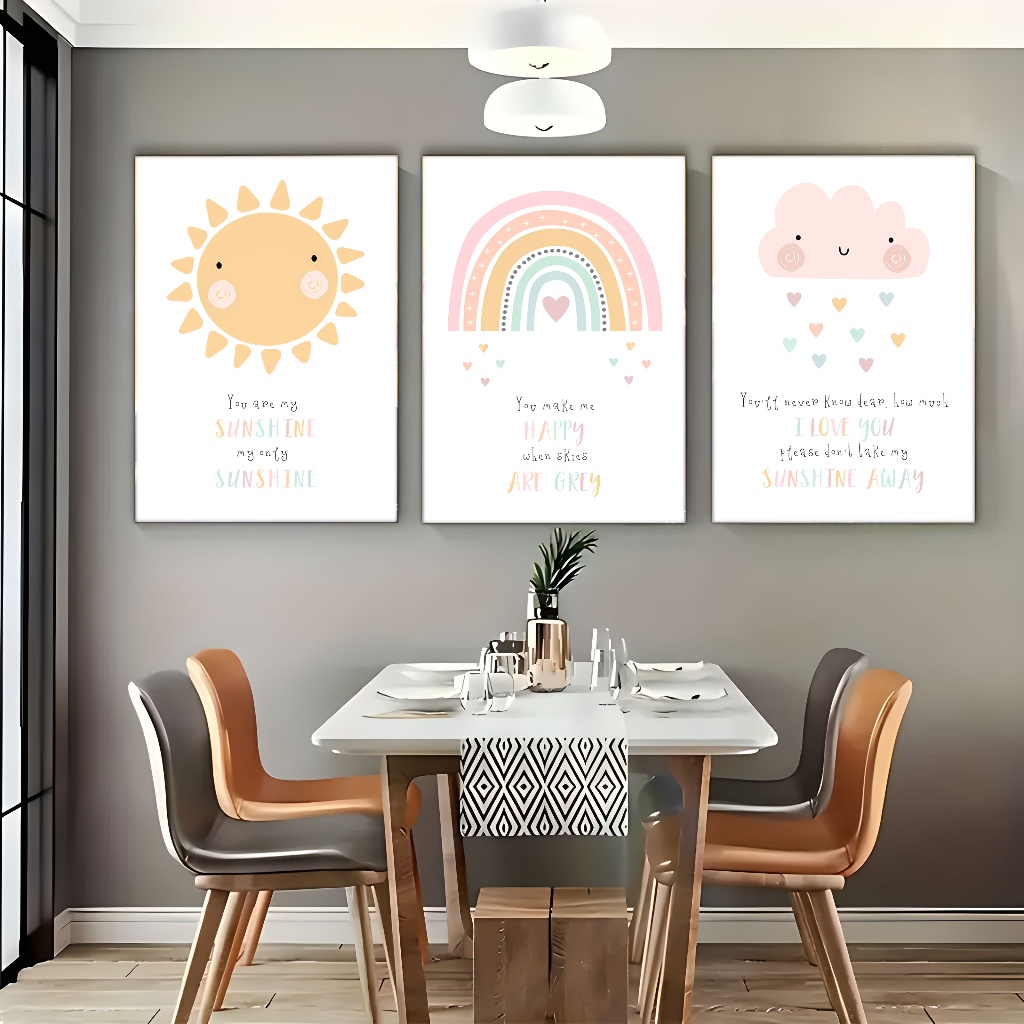 You are my
SUNSHINE
my only
SUNSHINE
You make me
HAPPY
when skies
ARE GREY
You'll never know dear, how much
I LOVE YOU
please don't take my
SUNSHINE AWAY